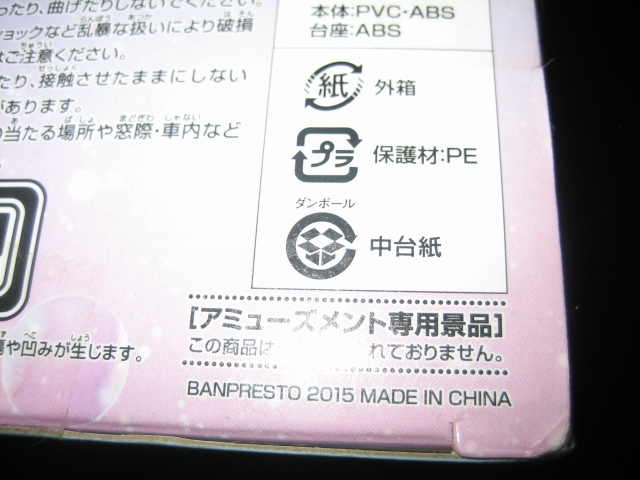 ったり、曲げたりしないでください。
ショックなど乱暴な扱いにより破損
はご注意ください。
たり、接触させたままにしない
があります。
の当たる場所や窓際・車内など
傷や凹みが生じます。
本体:PVC・ABS
台座:ABS
紙 外箱
プラ 保護材:PE
ダンボール
中台紙
[アミューズメント専用景品]
この商品は れておりません。
BANPRESTO 2015 MADE IN CHINA